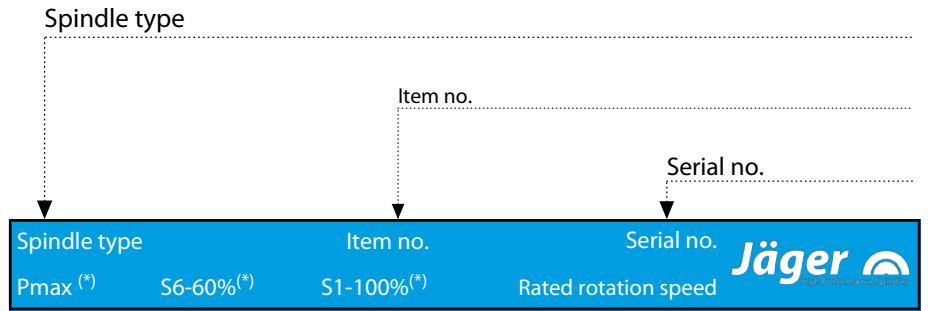 Spindle type
Item no.
Serial no.
Spindle type Item no. Serial no.
Jäger
Pmax (*) S6-60%(*) S1-100%(*) Rated rotation speed